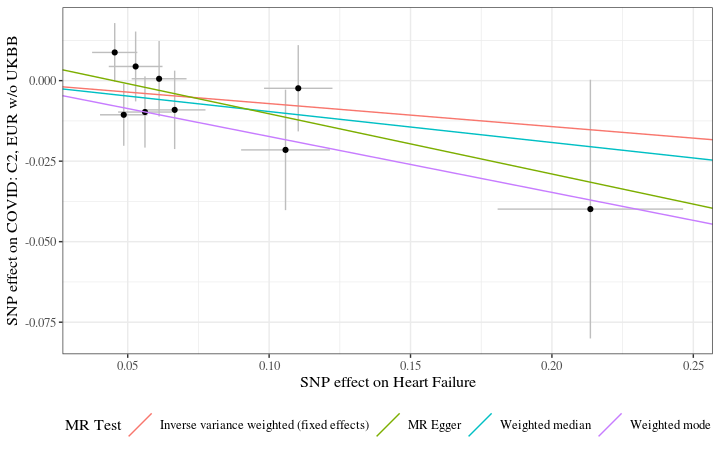 SNP effect on COVID: C2, EUR w/o UKBB
0.000
-0.025
-0.050
-0.075
0.05 0.10 0.15 0.20 0.25
SNP effect on Heart Failure
MR Test Inverse variance weighted (fixed effects) MR Egger Weighted median Weighted mode